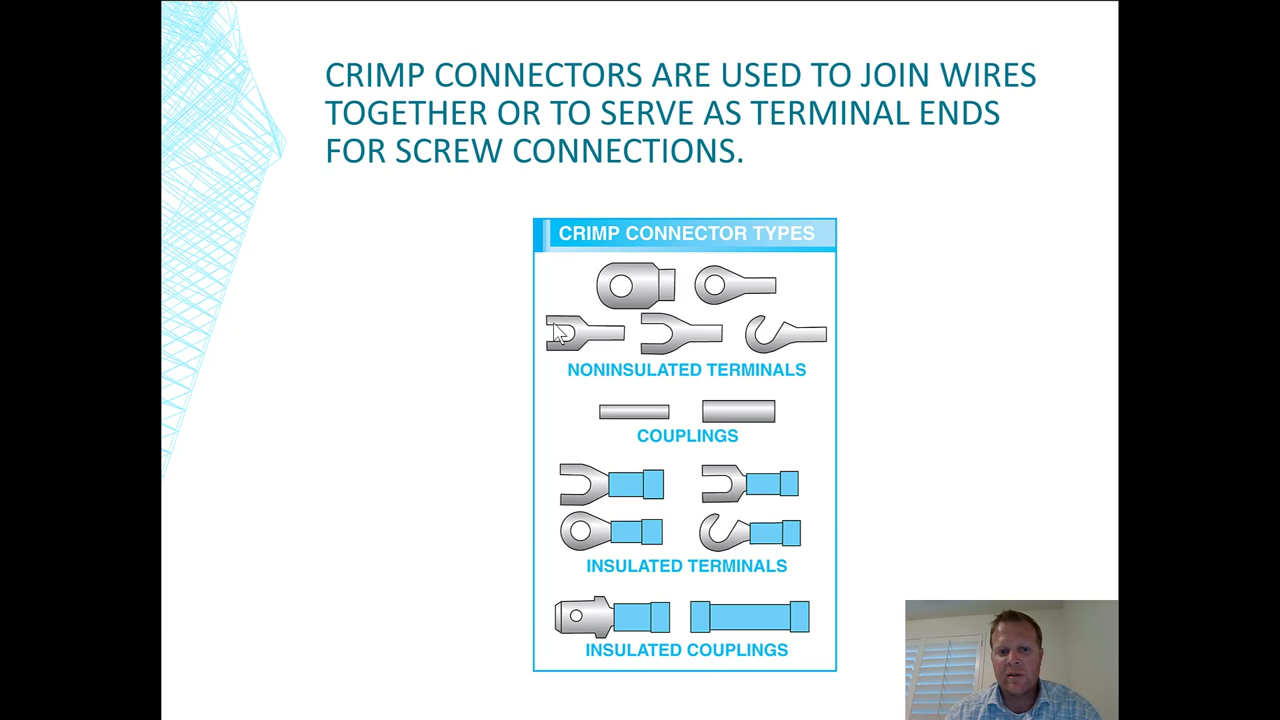 CRIMP CONNECTORS ARE USED TO JOIN WIRES
TOGETHER OR TO SERVE AS TERMINAL ENDS
FOR SCREW CONNECTIONS.
CRIMP CONNECTOR TYPES
NONINSULATED TERMINALS
COUPLINGS
INSULATED TERMINALS
INSULATED COUPLINGS